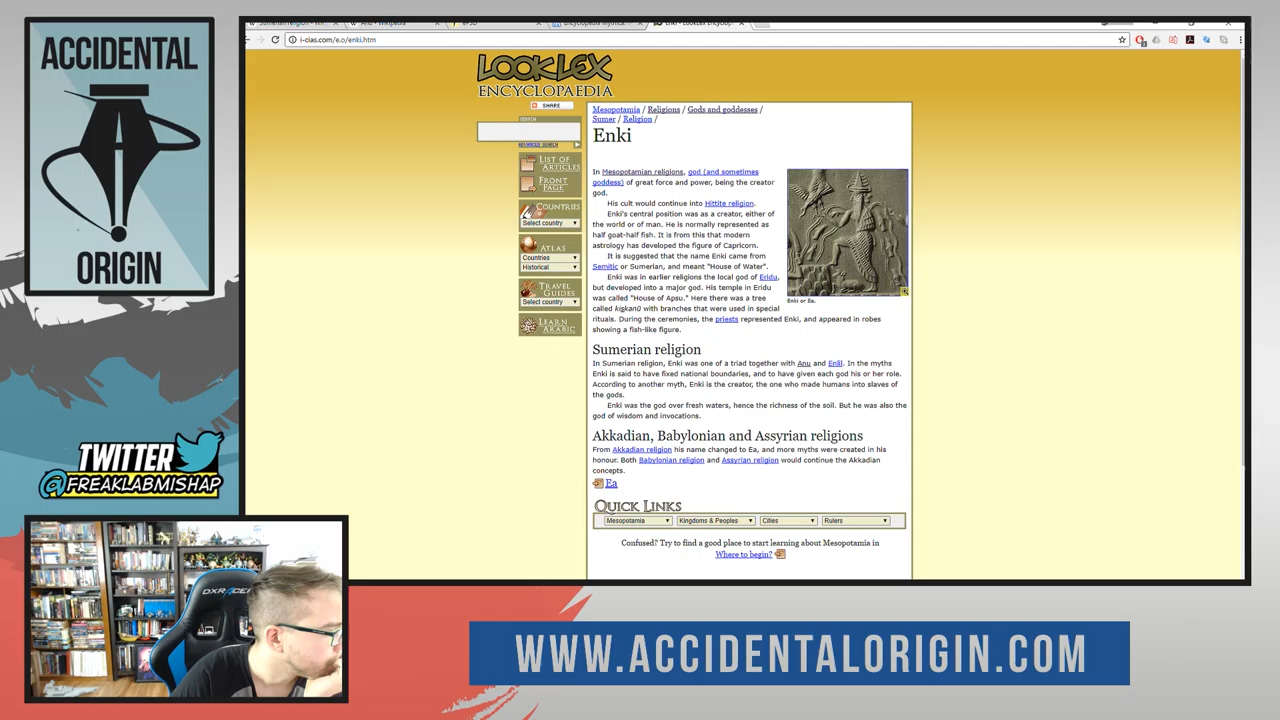 ACCIDENTAL
ORIGIN
TWITTER
@FREAKLABMISHAP
DXRACER
Wikipedia
i-cias.com/e.o/enki.htm
LOOKLEX
ENCYCLOPAEDIA
SHARE
SEARCH
ADVANCED SEARCH
LIST OF
ARTICLES
FRONT
PAGE
COUNTRIES
Select country
ATLAS
Countries
Historical
TRAVEL
GUIDES
Select country
LEARN
ARABIC
Mesopotamia / Religions / Gods and goddesses /
Sumer / Religion /
Enki
In Mesopotamian religions, god (and sometimes
goddess) of great force and power, being the creator
god.
His cult would continue into Hittite religion.
Enki's central position was as a creator, either of
the world or of man. He is normally represented as
half goat-half fish. It is from this that modern
astrology has developed the figure of Capricorn.
It is suggested that the name Enki came from
Semitic or Sumerian, and meant "House of Water".
Enki was in earlier religions the local god of Eridu,
but developed into a major god. His temple in Eridu
was called "House of Apsu." Here there was a tree
called kiškanû with branches that were used in special
rituals. During the ceremonies, the priests represented Enki, and appeared in robes
showing a fish-like figure.
Enki or Ea.
Sumerian religion
In Sumerian religion, Enki was one of a triad together with Anu and Enlil. In the myths
Enki is said to have fixed national boundaries, and to have given each god his or her role.
According to another myth, Enki is the creator, the one who made humans into slaves of
the gods.
Enki was the god over fresh waters, hence the richness of the soil. But he was also the
god of wisdom and invocations.
Akkadian, Babylonian and Assyrian religions
From Akkadian religion his name changed to Ea, and more myths were created in his
honour. Both Babylonian religion and Assyrian religion would continue the Akkadian
concepts.
Ea
QUICK LINKS
Mesopotamia Kingdoms & Peoples Cities Rulers
Confused? Try to find a good place to start learning about Mesopotamia in
Where to begin?
WWW.ACCIDENTALORIGIN.COM